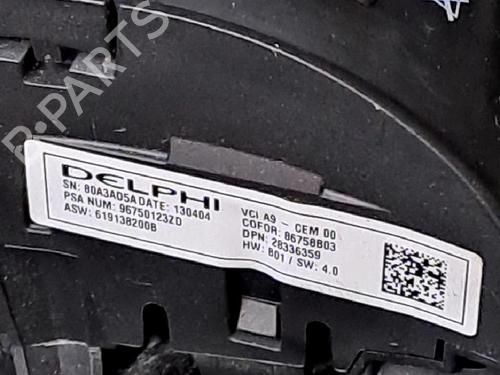 DELPHI
SN: 80A3AD5A DATE: 130404
PSA NUM: 96750123ZD
ASW: 619138200B
VCI A9 - CEM 00
COFOR: 86758B03
DPN: 28336359
HW: B01 / SW: 4.0
R·PARTS